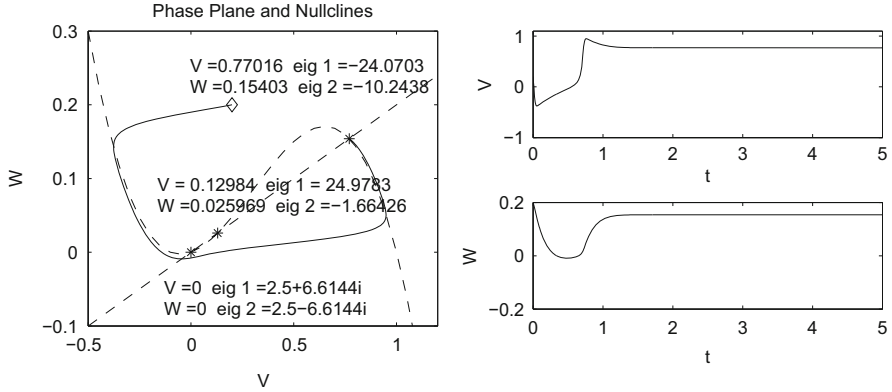 Phase Plane and Nullclines
0.3
0.2
0.1
0
−0.1
W
−0.5
0
0.5
1
V
V =0.77016 eig 1 =−24.0703
W =0.15403 eig 2 =−10.2438
V = 0.12984 eig 1 = 24.9783
W =0.025969 eig 2 =−1.66426
V =0 eig 1 =2.5+6.6144i
W =0 eig 2 =2.5−6.6144i
1
0
−1
V
0
1
2
3
4
5
t
0.2
0
−0.2
W
0
1
2
3
4
5
t